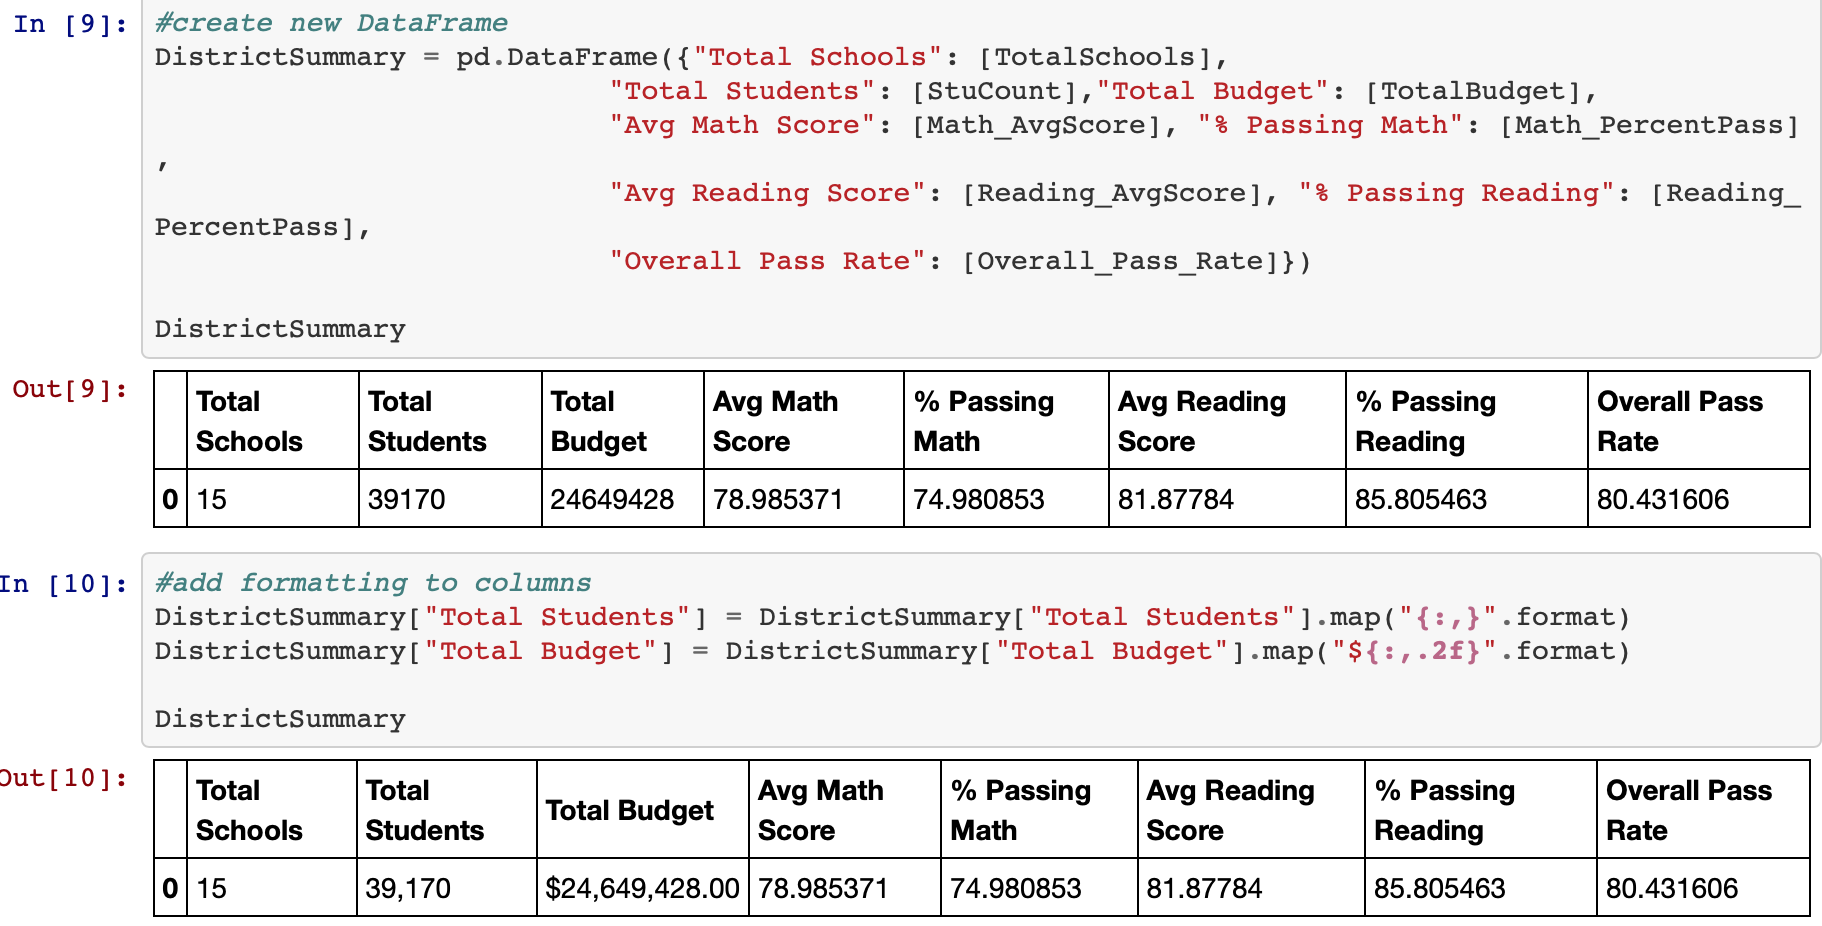 In [9]:
#create new DataFrame
DistrictSummary = pd.DataFrame({"Total Schools": [TotalSchools],
"Total Students": [StuCount],"Total Budget": [TotalBudget],
"Avg Math Score": [Math_AvgScore], "% Passing Math": [Math_PercentPass]
,
"Avg Reading Score": [Reading_AvgScore], "% Passing Reading": [Reading_
PercentPass],
"Overall Pass Rate": [Overall_Pass_Rate]})
DistrictSummary
Out[9]:
Total Schools Total Students Total Budget Avg Math Score % Passing Math Avg Reading Score % Passing Reading Overall Pass Rate
0 15 39170 24649428 78.985371 74.980853 81.87784 85.805463 80.431606
In [10]:
#add formatting to columns
DistrictSummary["Total Students"] = DistrictSummary["Total Students"].map("{:,}".format)
DistrictSummary["Total Budget"] = DistrictSummary["Total Budget"].map("${:,.2f}".format)
DistrictSummary
Out[10]:
Total Schools Total Students Total Budget Avg Math Score % Passing Math Avg Reading Score % Passing Reading Overall Pass Rate
0 15 39,170 $24,649,428.00 78.985371 74.980853 81.87784 85.805463 80.431606